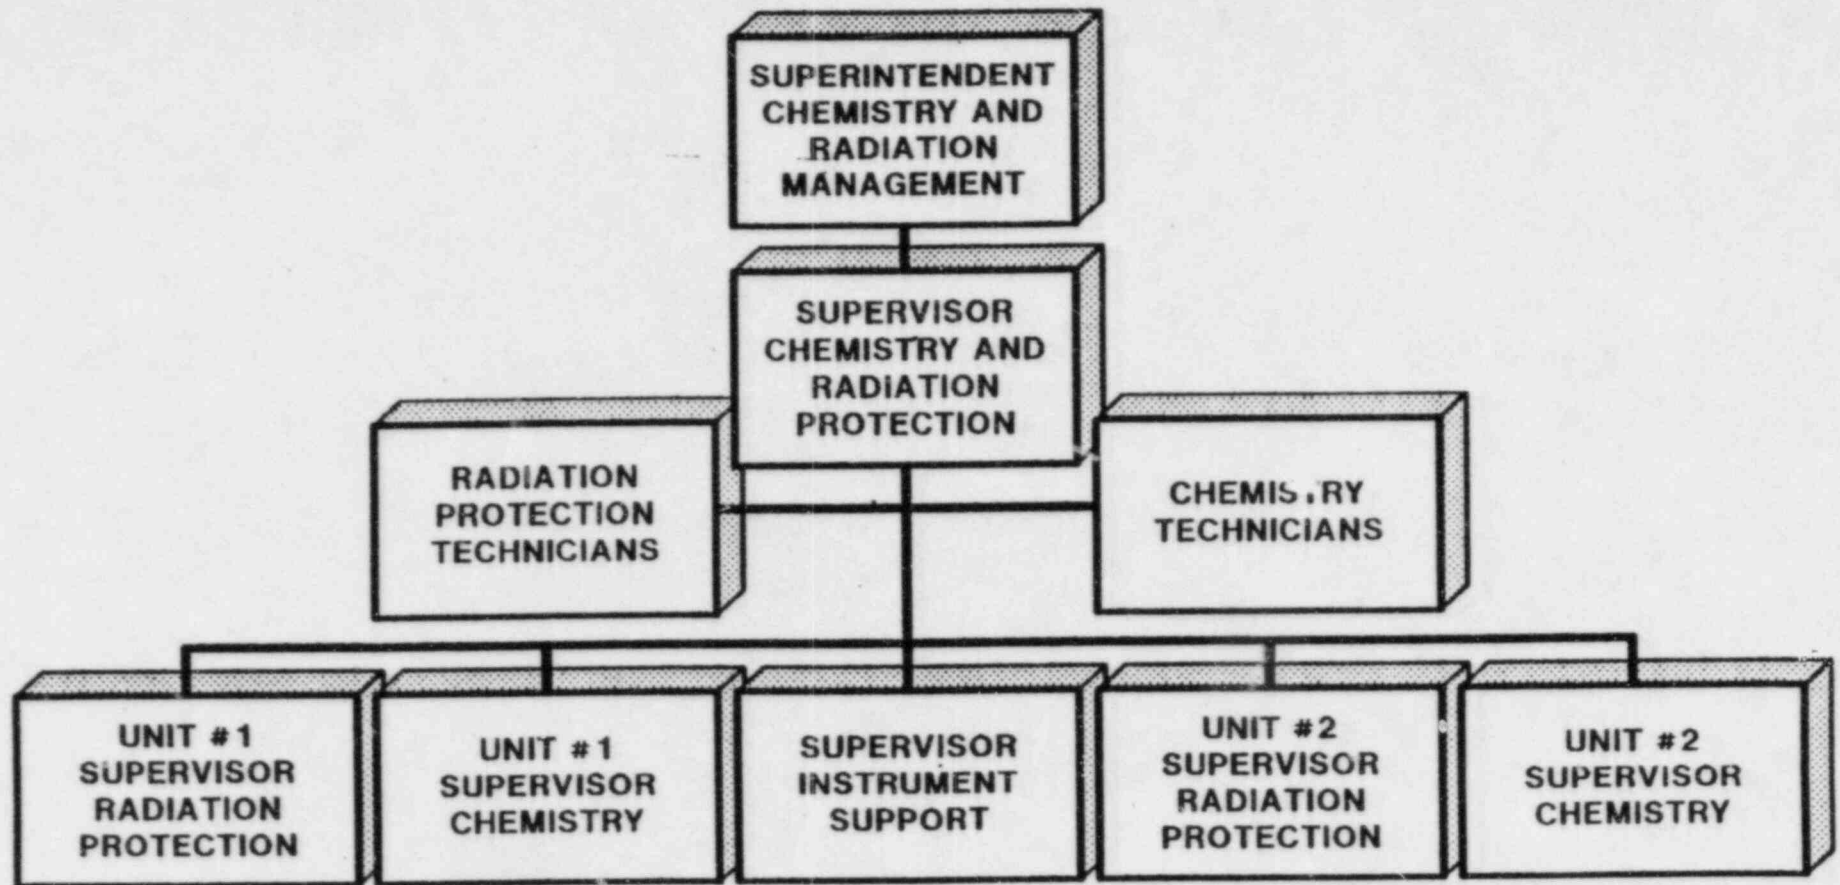 SUPERINTENDENT
CHEMISTRY AND
RADIATION
MANAGEMENT
SUPERVISOR
CHEMISTRY AND
RADIATION
PROTECTION
RADIATION
PROTECTION
TECHNICIANS
CHEMISTRY
TECHNICIANS
UNIT #1
SUPERVISOR
RADIATION
PROTECTION
UNIT #1
SUPERVISOR
CHEMISTRY
SUPERVISOR
INSTRUMENT
SUPPORT
UNIT #2
SUPERVISOR
RADIATION
PROTECTION
UNIT #2
SUPERVISOR
CHEMISTRY